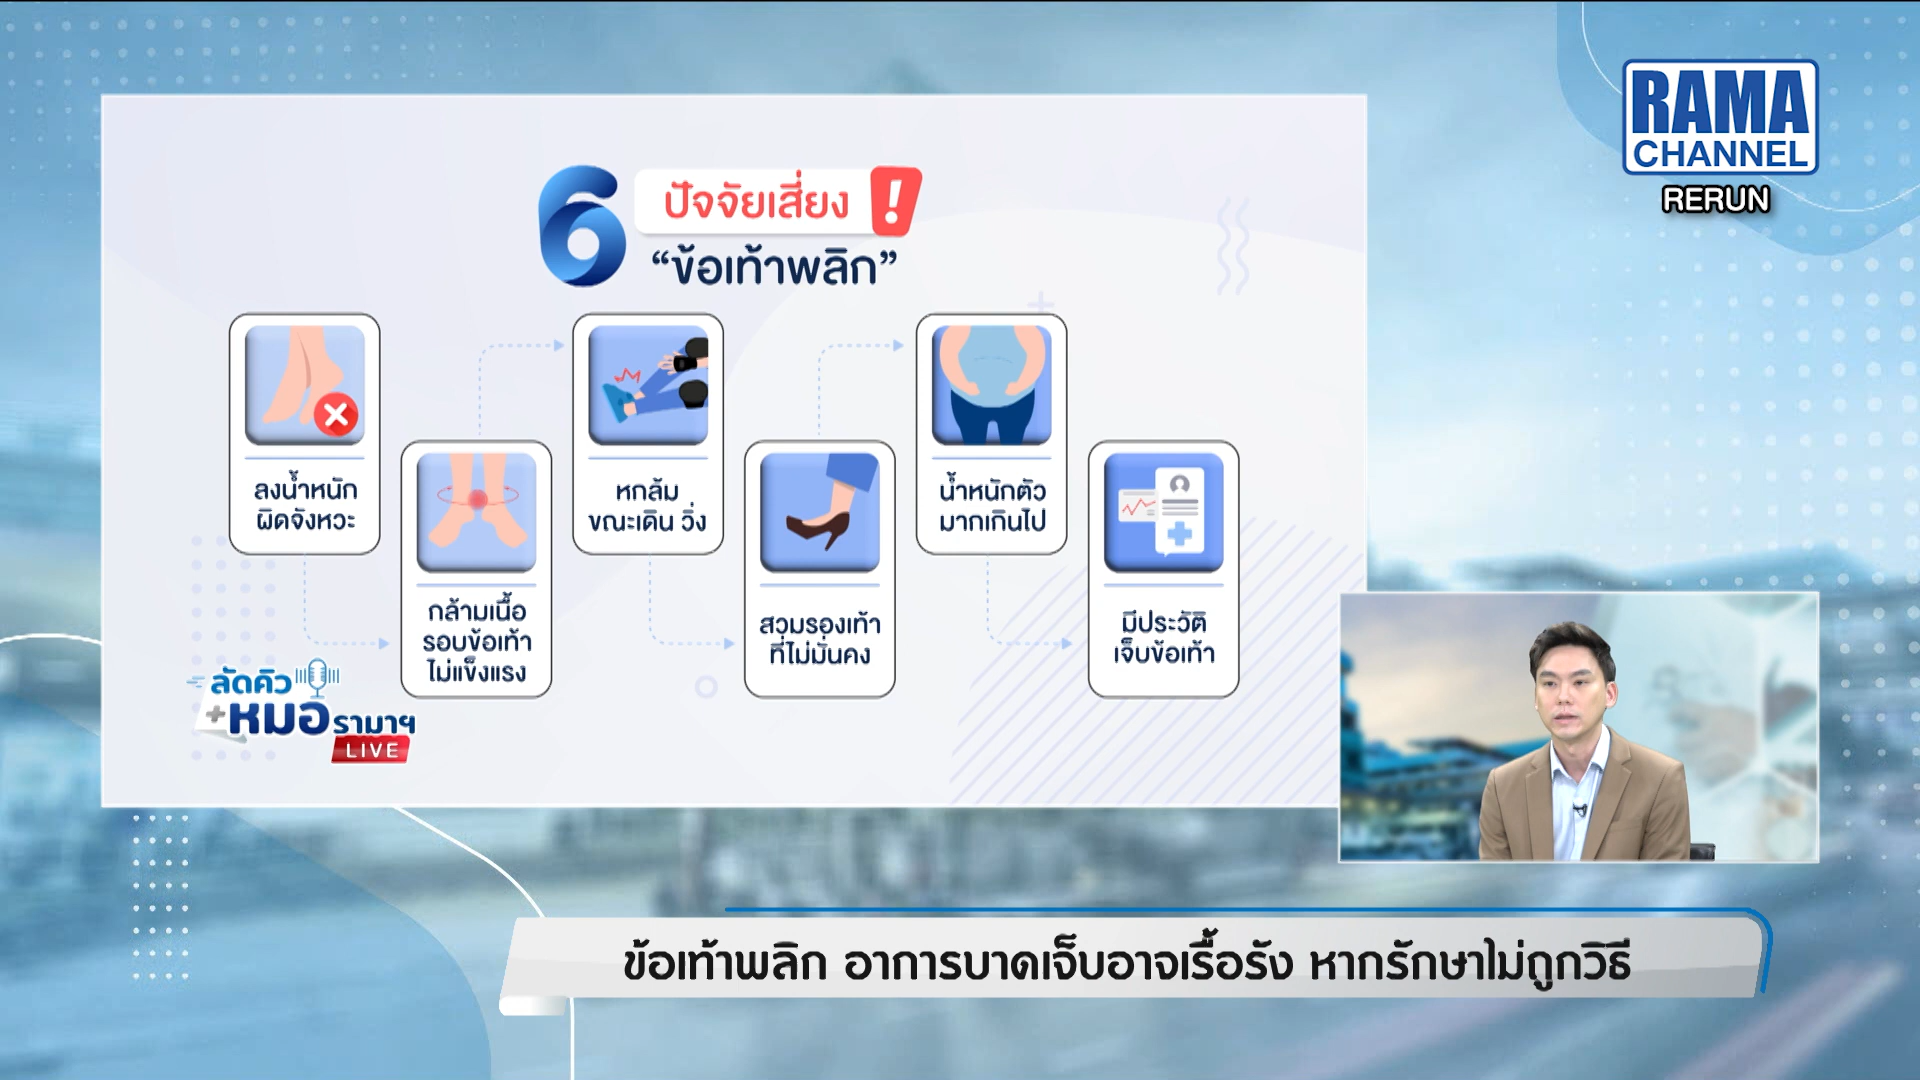 RAMA
CHANNEL
RERUN
6
ปัจจัยเสี่ยง !
“ข้อเท้าพลิก”
ลงน้ำหนัก
ผิดจังหวะ
กล้ามเนื้อ
รอบข้อเท้า
ไม่แข็งแรง
หกล้ม
ขณะเดิน วิ่ง
สวมรองเท้า
ที่ไม่มั่นคง
น้ำหนักตัว
มากเกินไป
มีประวัติ
เจ็บข้อเท้า
ลัดคิว
หมอรามาฯ
LIVE
ข้อเท้าพลิก อาการบาดเจ็บอาจเรื้อรัง หากรักษาไม่ถูกวิธี